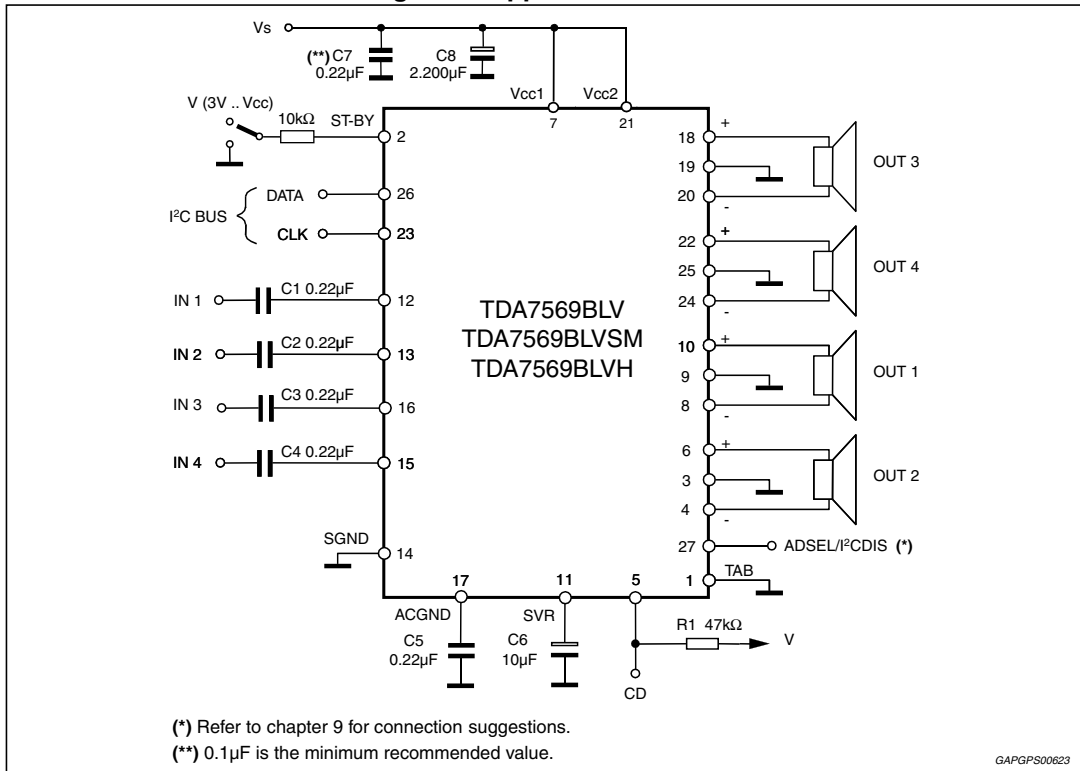 Vs
(**) C7
0.22µF
C8
2.200µF
Vcc1
Vcc2
7
21
V (3V .. Vcc)
10kΩ
ST-BY
2
I²C BUS
DATA
26
CLK
23
IN 1
C1 0.22µF
12
IN 2
C2 0.22µF
13
IN 3
C3 0.22µF
16
IN 4
C4 0.22µF
15
SGND
14
TDA7569BLV
TDA7569BLVSM
TDA7569BLVH
18
+
19
20
-
OUT 3
22
+
25
24
-
OUT 4
10
+
9
8
-
OUT 1
6
+
3
4
-
OUT 2
27
ADSEL/I²CDIS (*)
1
TAB
17
ACGND
C5
0.22µF
11
SVR
C6
10µF
5
R1 47kΩ
V
CD
(*) Refer to chapter 9 for connection suggestions.
(**) 0.1µF is the minimum recommended value.
GAPGPS00623